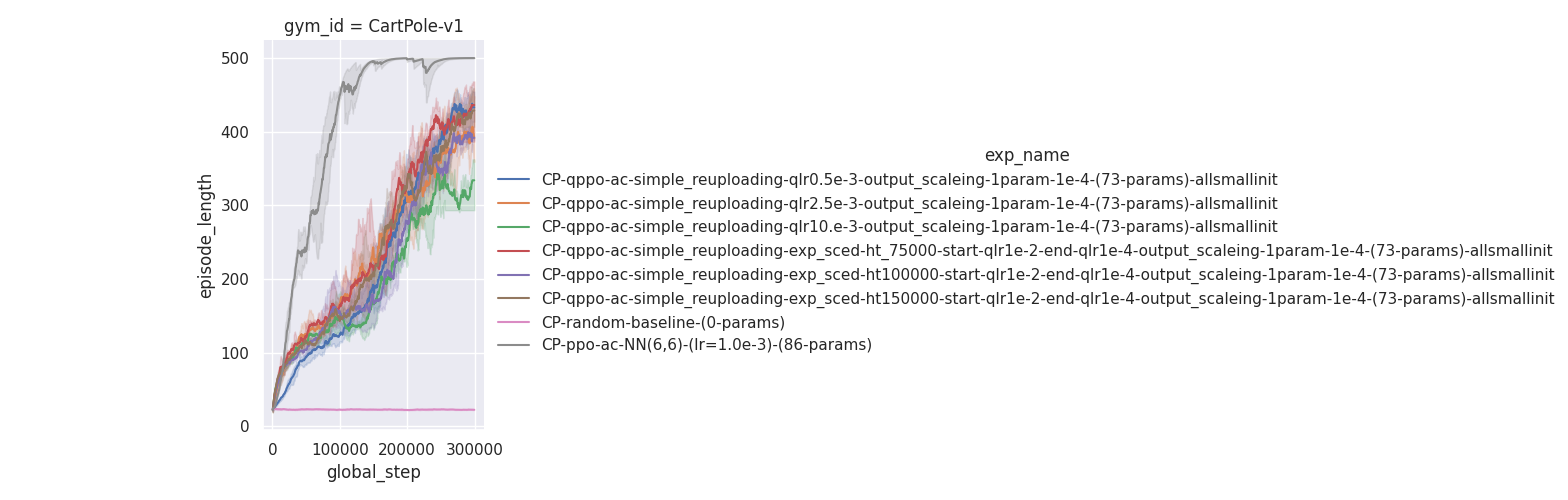 gym_id = CartPole-v1
500
400
300
200
100
0
episode_length
0 100000 200000 300000
global_step
exp_name
CP-qppo-ac-simple_reuploading-qlr0.5e-3-output_scaleing-1param-1e-4-(73-params)-allsmallinit
CP-qppo-ac-simple_reuploading-qlr2.5e-3-output_scaleing-1param-1e-4-(73-params)-allsmallinit
CP-qppo-ac-simple_reuploading-qlr10.e-3-output_scaleing-1param-1e-4-(73-params)-allsmallinit
CP-qppo-ac-simple_reuploading-exp_sced-ht_75000-start-qlr1e-2-end-qlr1e-4-output_scaleing-1param-1e-4-(73-params)-allsmallinit
CP-qppo-ac-simple_reuploading-exp_sced-ht100000-start-qlr1e-2-end-qlr1e-4-output_scaleing-1param-1e-4-(73-params)-allsmallinit
CP-qppo-ac-simple_reuploading-exp_sced-ht150000-start-qlr1e-2-end-qlr1e-4-output_scaleing-1param-1e-4-(73-params)-allsmallinit
CP-random-baseline-(0-params)
CP-ppo-ac-NN(6,6)-(lr=1.0e-3)-(86-params)